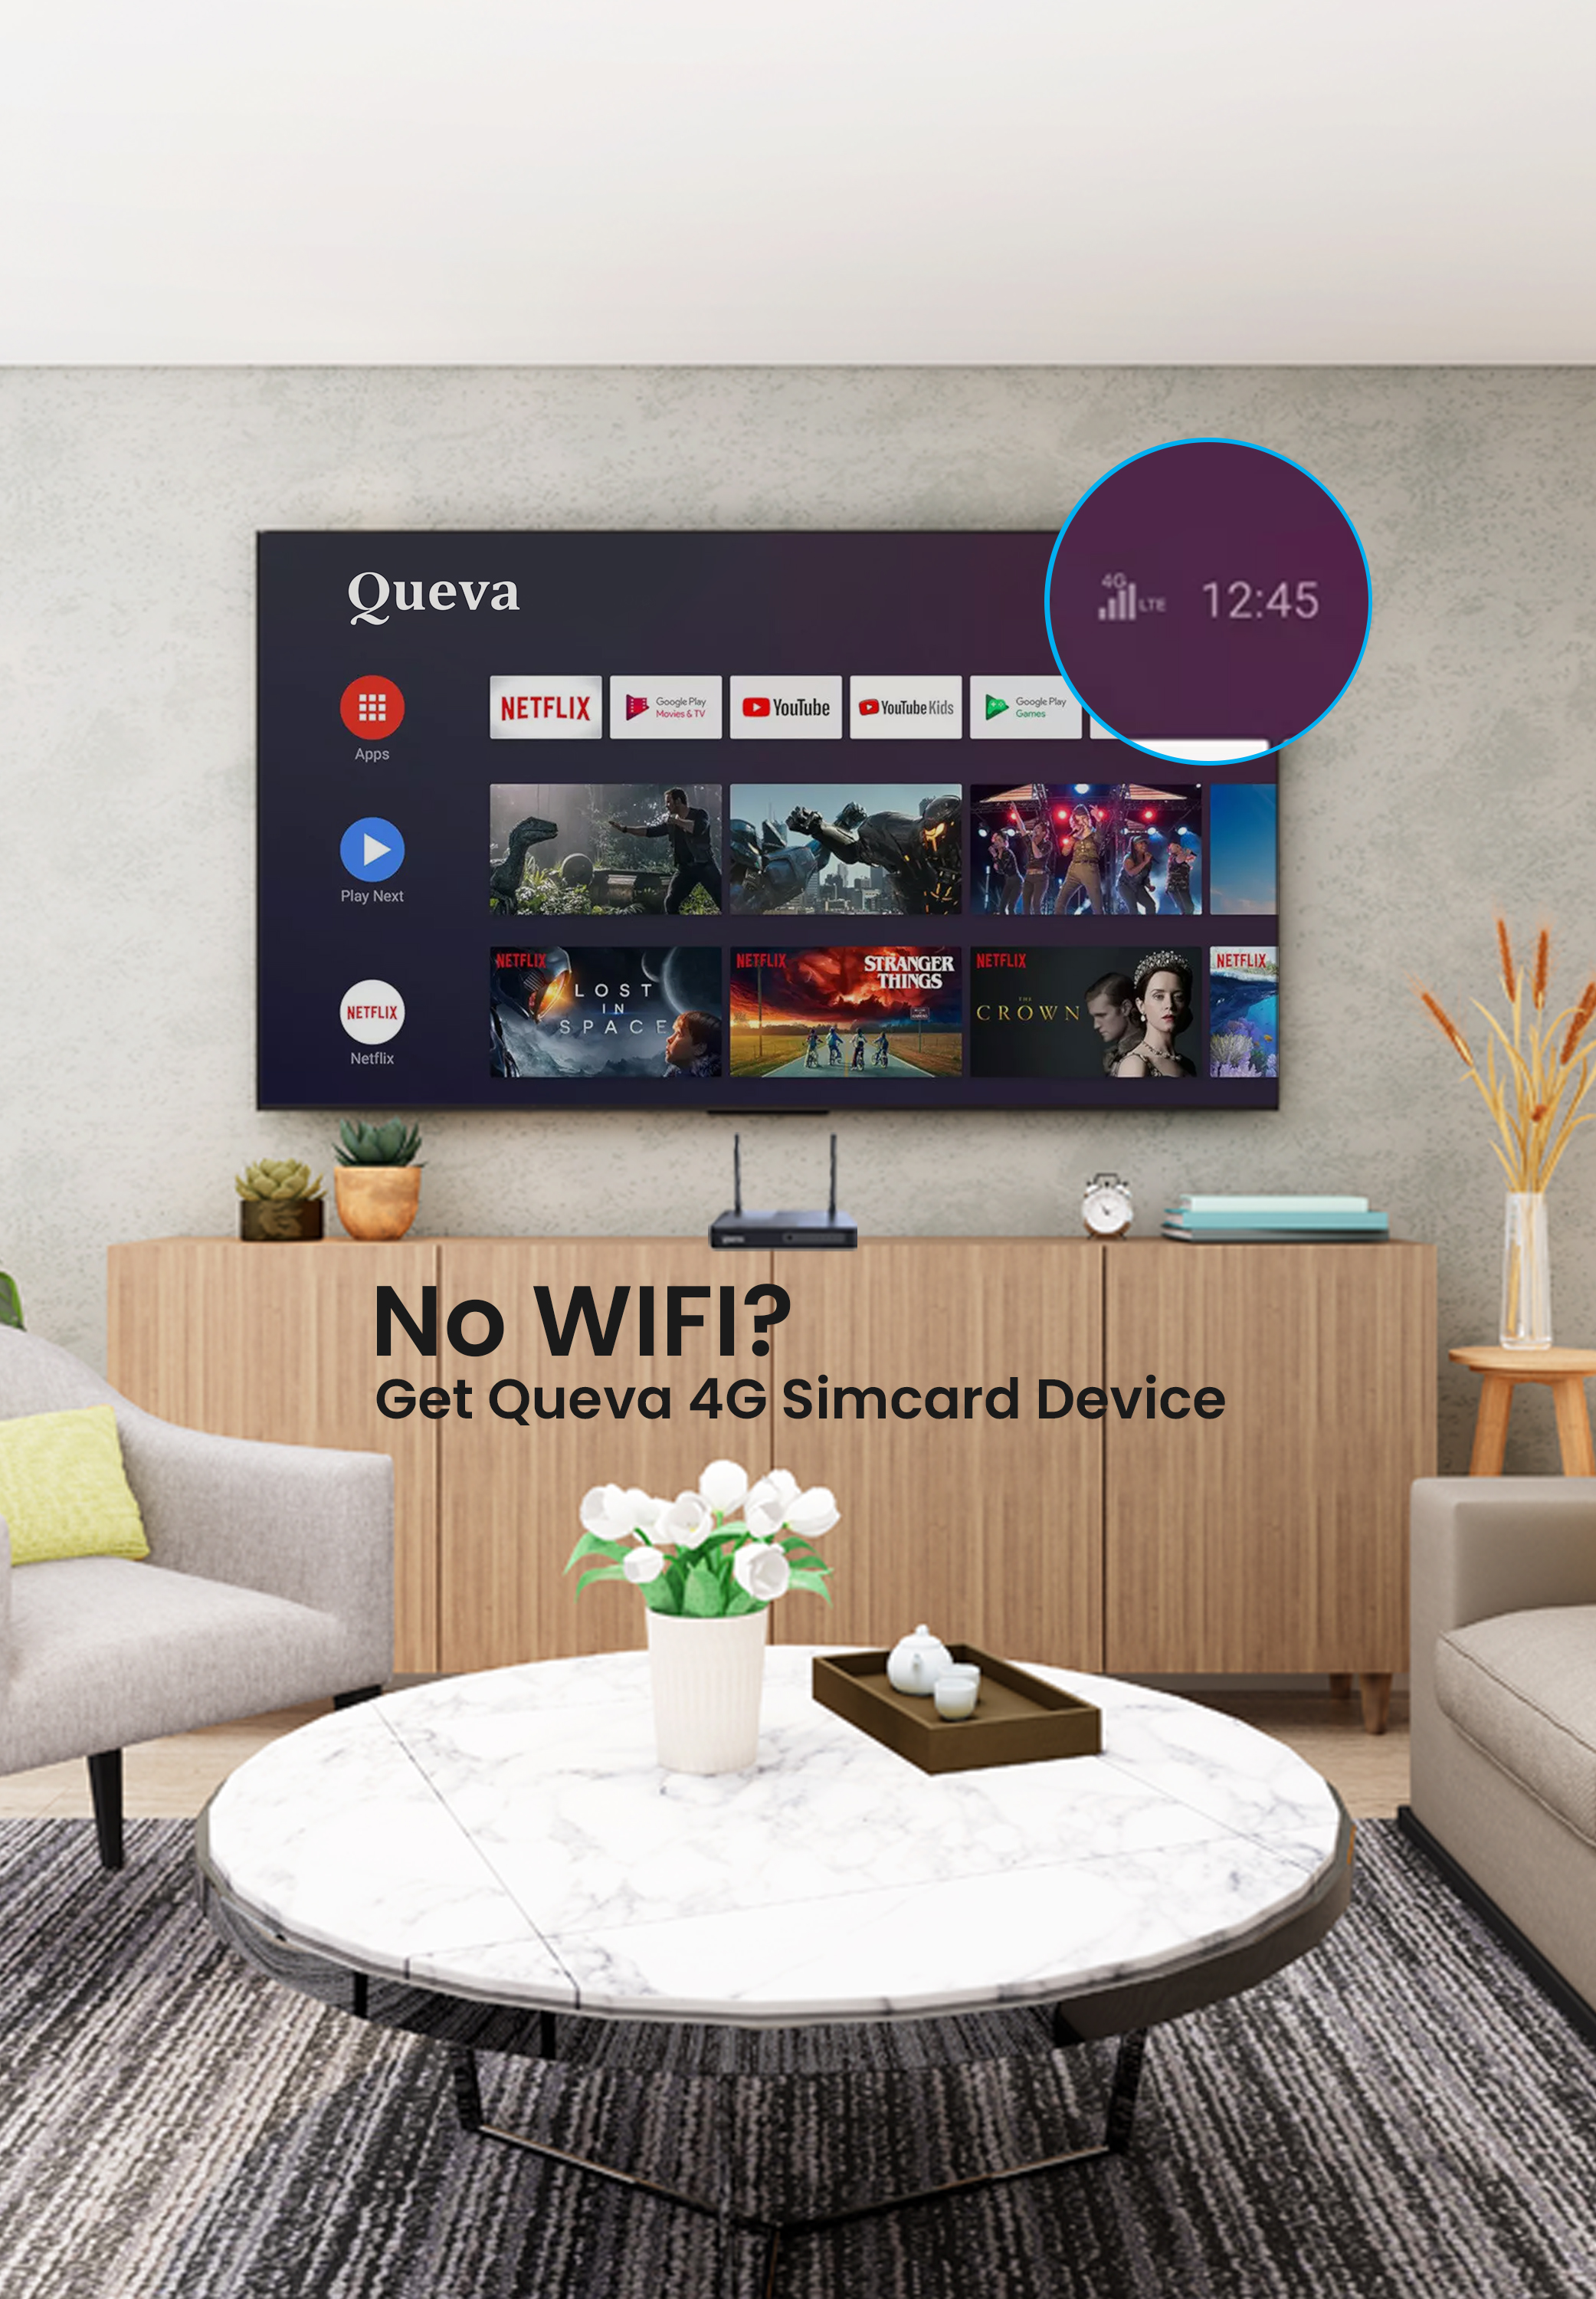 Queva
4G
LTE
12:45
Apps
NETFLIX
Google Play
Movies & TV
YouTube
YouTube Kids
Google Play
Games
Play Next
NETFLIX
Netflix
NETFLIX
LOST
IN
SPACE
NETFLIX
STRANGER
THINGS
NETFLIX
THE
CROWN
NETFLIX
No WIFI?
Get Queva 4G Simcard Device